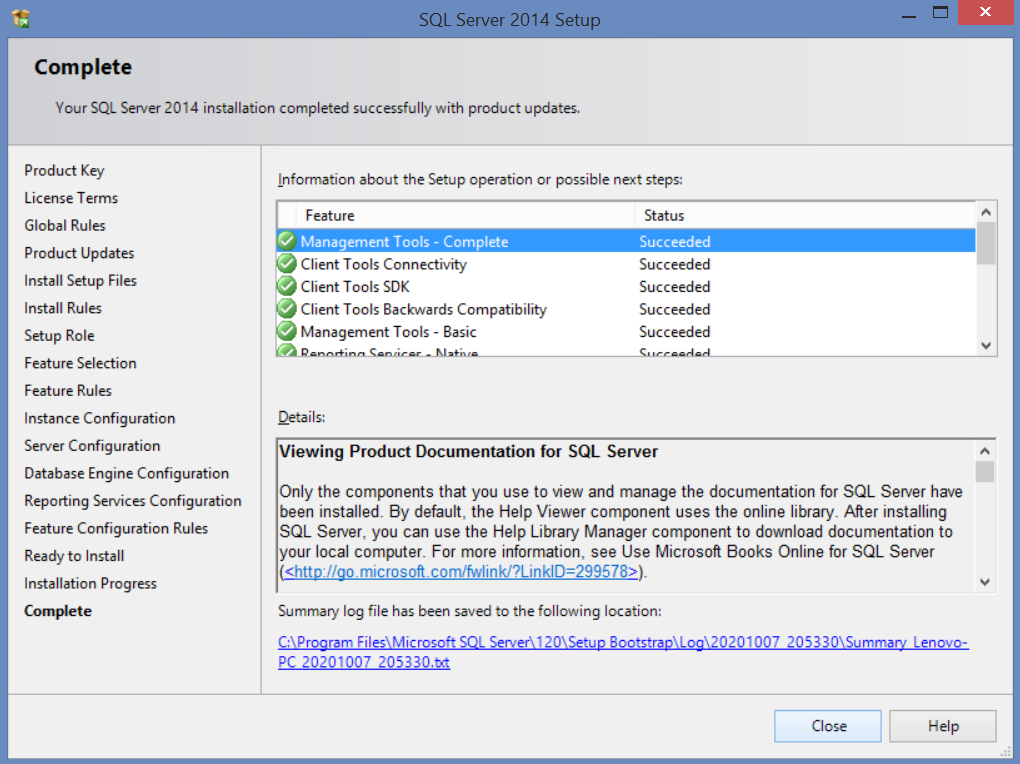 SQL Server 2014 Setup
Complete
Your SQL Server 2014 installation completed successfully with product updates.
Product Key
License Terms
Global Rules
Product Updates
Install Setup Files
Install Rules
Setup Role
Feature Selection
Feature Rules
Instance Configuration
Server Configuration
Database Engine Configuration
Reporting Services Configuration
Feature Configuration Rules
Ready to Install
Installation Progress
Complete
Information about the Setup operation or possible next steps:
Feature Status
Management Tools - Complete Succeeded
Client Tools Connectivity Succeeded
Client Tools SDK Succeeded
Client Tools Backwards Compatibility Succeeded
Management Tools - Basic Succeeded
Reporting Services - Native Succeeded
Details:
Viewing Product Documentation for SQL Server
Only the components that you use to view and manage the documentation for SQL Server have
been installed. By default, the Help Viewer component uses the online library. After installing
SQL Server, you can use the Help Library Manager component to download documentation to
your local computer. For more information, see Use Microsoft Books Online for SQL Server
(<http://go.microsoft.com/fwlink/?LinkID=299578>).
Summary log file has been saved to the following location:
C:\Program Files\Microsoft SQL Server\120\Setup Bootstrap\Log\20201007_205330\Summary_Lenovo-
PC_20201007_205330.txt
Close Help